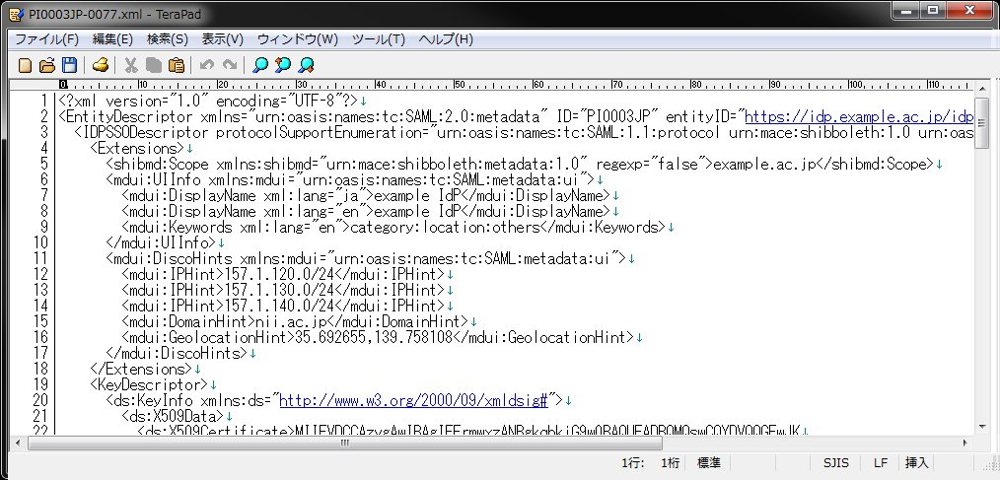 PI0003JP-0077.xml - TeraPad
ファイル(F) 編集(E) 検索(S) 表示(V) ウィンドウ(W) ツール(T) ヘルプ(H)
0 10 20 30 40 50 60 70 80 90 100 110
1 <?xml version="1.0" encoding="UTF-8"?>↓
2 <EntityDescriptor xmlns="urn:oasis:names:tc:SAML:2.0:metadata" ID="PI0003JP" entityID="https://idp.example.ac.jp/idp
3 <IDPSSODescriptor protocolSupportEnumeration="urn:oasis:names:tc:SAML:1.1:protocol urn:mace:shibboleth:1.0 urn:oas
4 <Extensions>↓
5 <shibmd:Scope xmlns:shibmd="urn:mace:shibboleth:metadata:1.0" regexp="false">example.ac.jp</shibmd:Scope>↓
6 <mdui:UIInfo xmlns:mdui="urn:oasis:names:tc:SAML:metadata:ui">↓
7 <mdui:DisplayName xml:lang="ja">example IdP</mdui:DisplayName>↓
8 <mdui:DisplayName xml:lang="en">example IdP</mdui:DisplayName>↓
9 <mdui:Keywords xml:lang="en">category:location:others</mdui:Keywords>↓
10 </mdui:UIInfo>↓
11 <mdui:DiscoHints xmlns:mdui="urn:oasis:names:tc:SAML:metadata:ui">↓
12 <mdui:IPHint>157.1.120.0/24</mdui:IPHint>↓
13 <mdui:IPHint>157.1.130.0/24</mdui:IPHint>↓
14 <mdui:IPHint>157.1.140.0/24</mdui:IPHint>↓
15 <mdui:DomainHint>nii.ac.jp</mdui:DomainHint>↓
16 <mdui:GeolocationHint>35.692655,139.758108</mdui:GeolocationHint>↓
17 </mdui:DiscoHints>↓
18 </Extensions>↓
19 <KeyDescriptor>↓
20 <ds:KeyInfo xmlns:ds="http://www.w3.org/2000/09/xmldsig#">↓
21 <ds:X509Data>↓
22 <ds:X509Certificate>
1行: 1桁 標準 SJIS LF 挿入